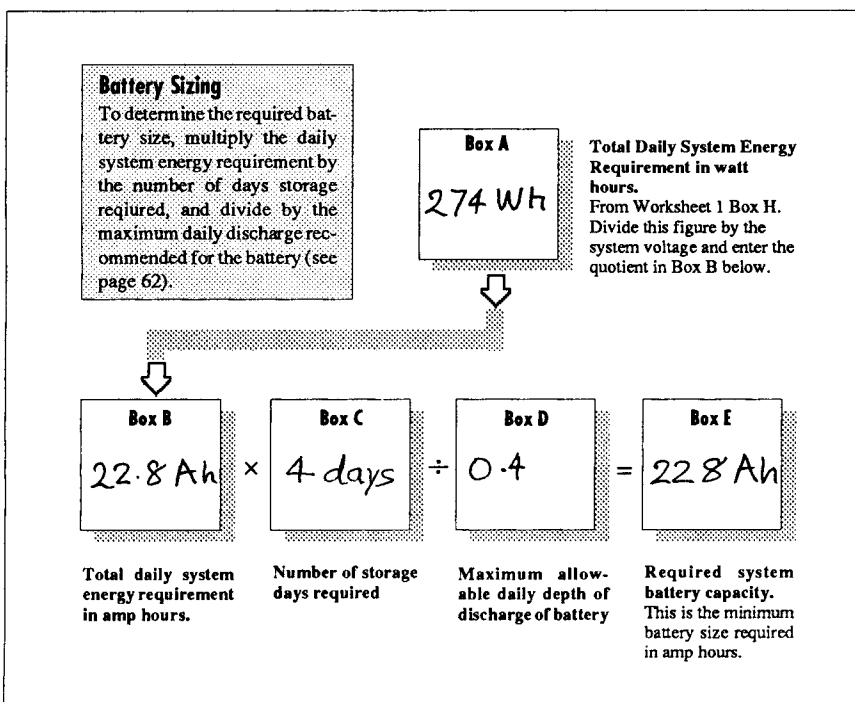 Battery Sizing
To determine the required bat-
tery size, multiply the daily
system energy requirement by
the number of days storage
reqiured, and divide by the
maximum daily discharge rec-
ommended for the battery (see
page 62).
Box A
274 Wh
Total Daily System Energy
Requirement in watt
hours.
From Worksheet 1 Box H.
Divide this figure by the
system voltage and enter the
quotient in Box B below.
Box B
22.8 Ah
×
Box C
4 days
÷
Box D
0.4
=
Box E
228 Ah
Total daily system
energy requirement
in amp hours.
Number of storage
days required
Maximum allow-
able daily depth of
discharge of battery
Required system
battery capacity.
This is the minimum
battery size required
in amp hours.